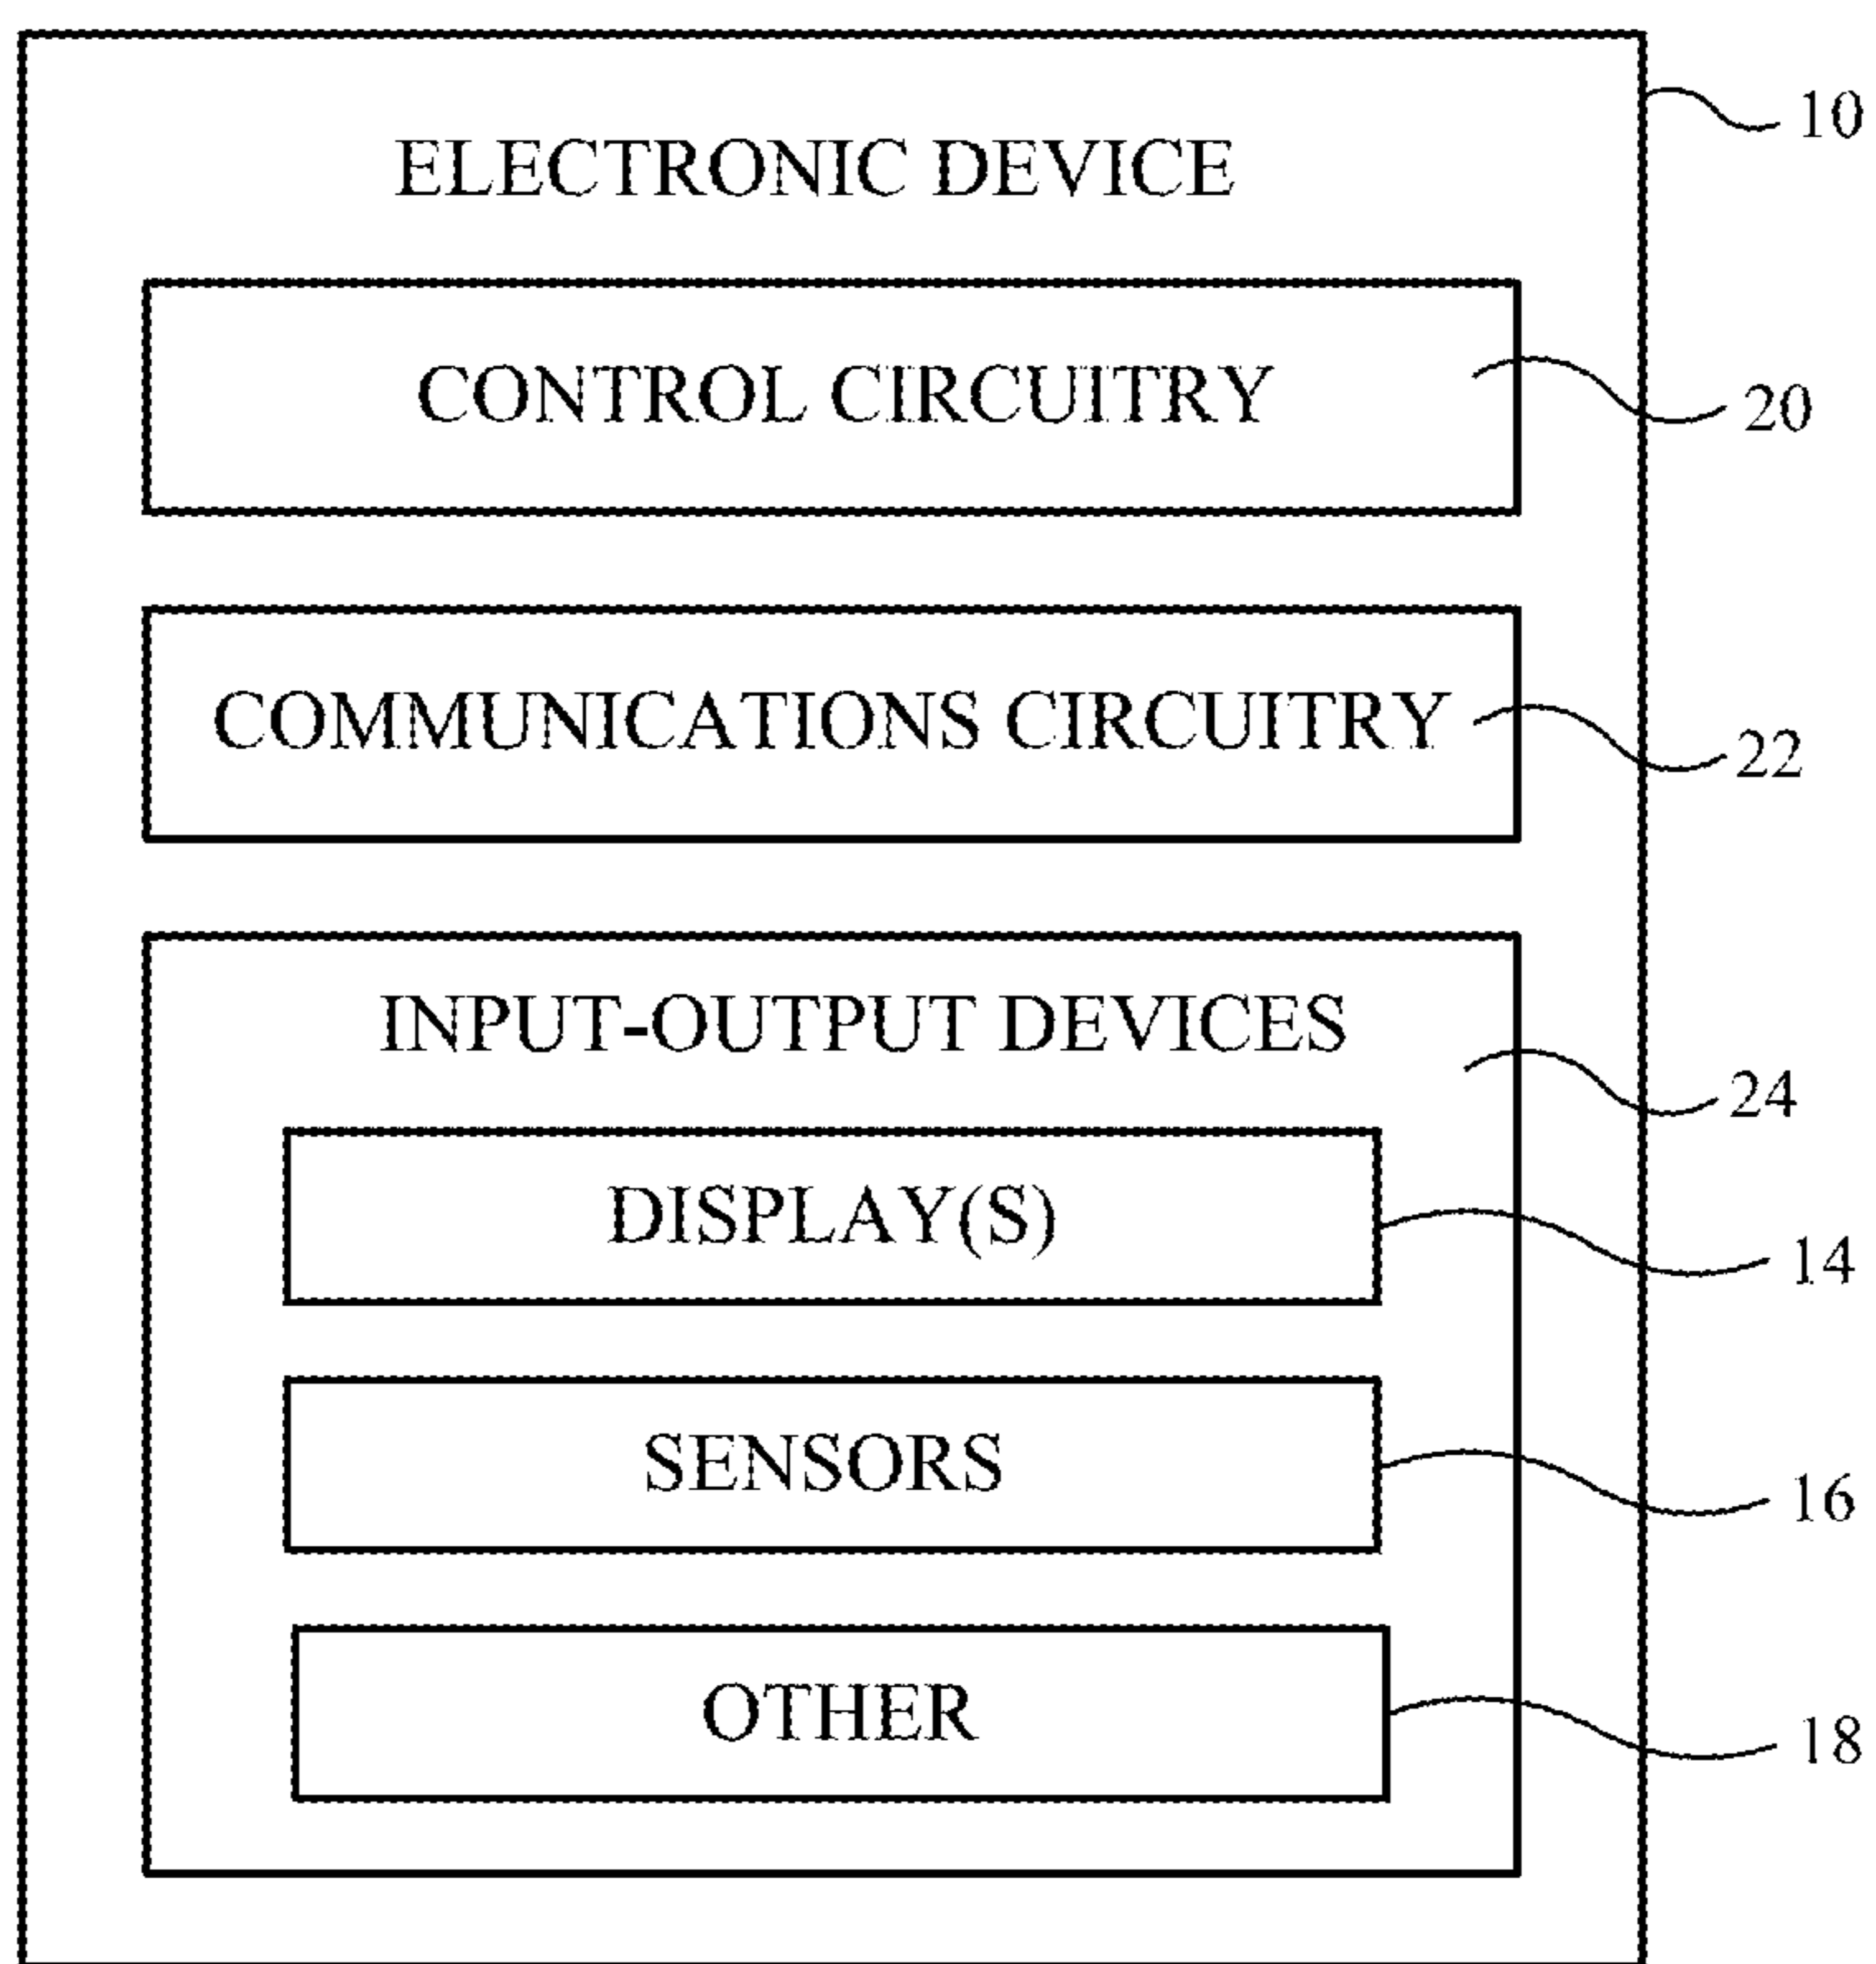 ELECTRONIC DEVICE
10
CONTROL CIRCUITRY
20
COMMUNICATIONS CIRCUITRY
22
INPUT-OUTPUT DEVICES
24
DISPLAY(S)
14
SENSORS
16
OTHER
18